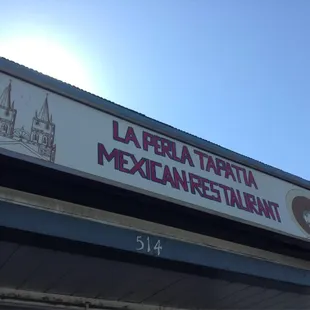 LA PERLA TAPATIA
MEXICAN RESTAURANT
514